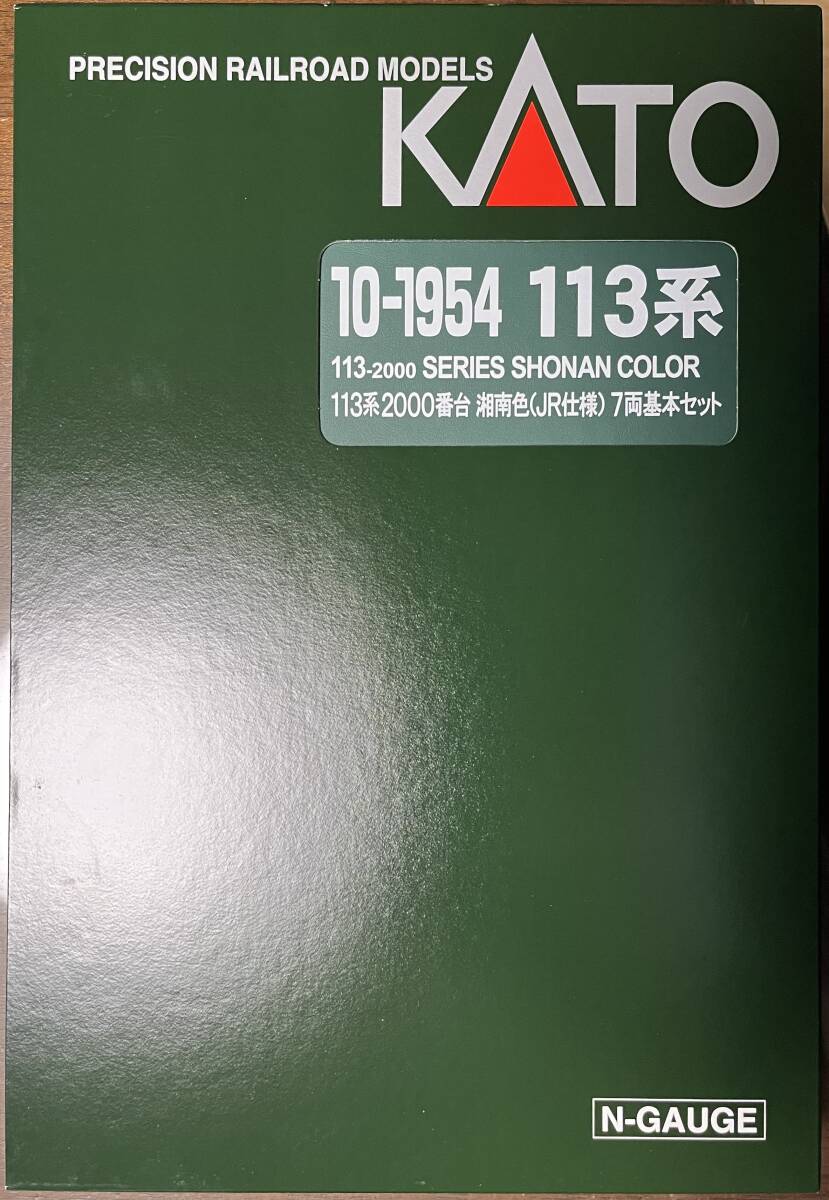 PRECISION RAILROAD MODELS
KATO
10-1954 113系
113-2000 SERIES SHONAN COLOR
113系2000番台 湘南色(JR仕様) 7両基本セット
N-GAUGE